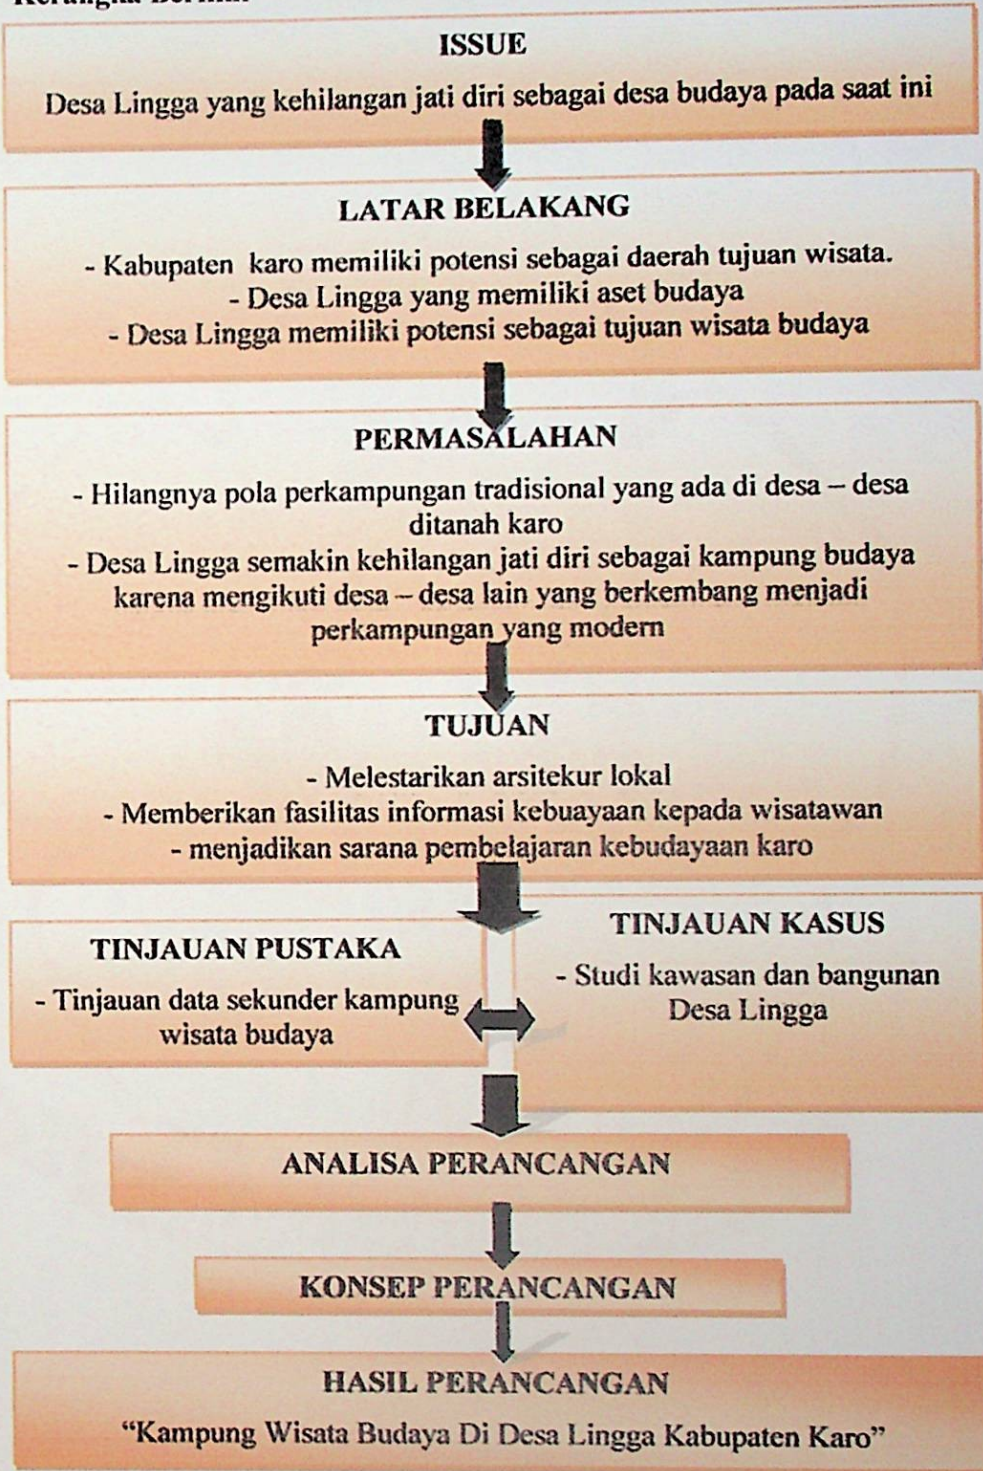 Kerangka Berfikir
ISSUE
Desa Lingga yang kehilangan jati diri sebagai desa budaya pada saat ini
LATAR BELAKANG
- Kabupaten karo memiliki potensi sebagai daerah tujuan wisata.
- Desa Lingga yang memiliki aset budaya
- Desa Lingga memiliki potensi sebagai tujuan wisata budaya
PERMASALAHAN
- Hilangnya pola perkampungan tradisional yang ada di desa – desa
ditanah karo
- Desa Lingga semakin kehilangan jati diri sebagai kampung budaya
karena mengikuti desa – desa lain yang berkembang menjadi
perkampungan yang modern
TUJUAN
- Melestarikan arsitekur lokal
- Memberikan fasilitas informasi kebuayaan kepada wisatawan
- menjadikan sarana pembelajaran kebudayaan karo
TINJAUAN PUSTAKA
- Tinjauan data sekunder kampung
wisata budaya
TINJAUAN KASUS
- Studi kawasan dan bangunan
Desa Lingga
ANALISA PERANCANGAN
KONSEP PERANCANGAN
HASIL PERANCANGAN
“Kampung Wisata Budaya Di Desa Lingga Kabupaten Karo”